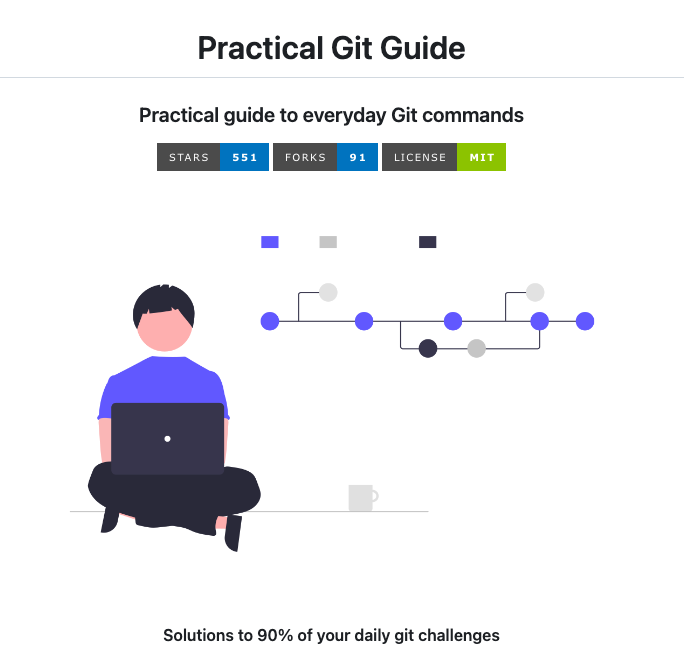 Practical Git Guide
Practical guide to everyday Git commands
STARS 551 FORKS 91 LICENSE MIT
Solutions to 90% of your daily git challenges